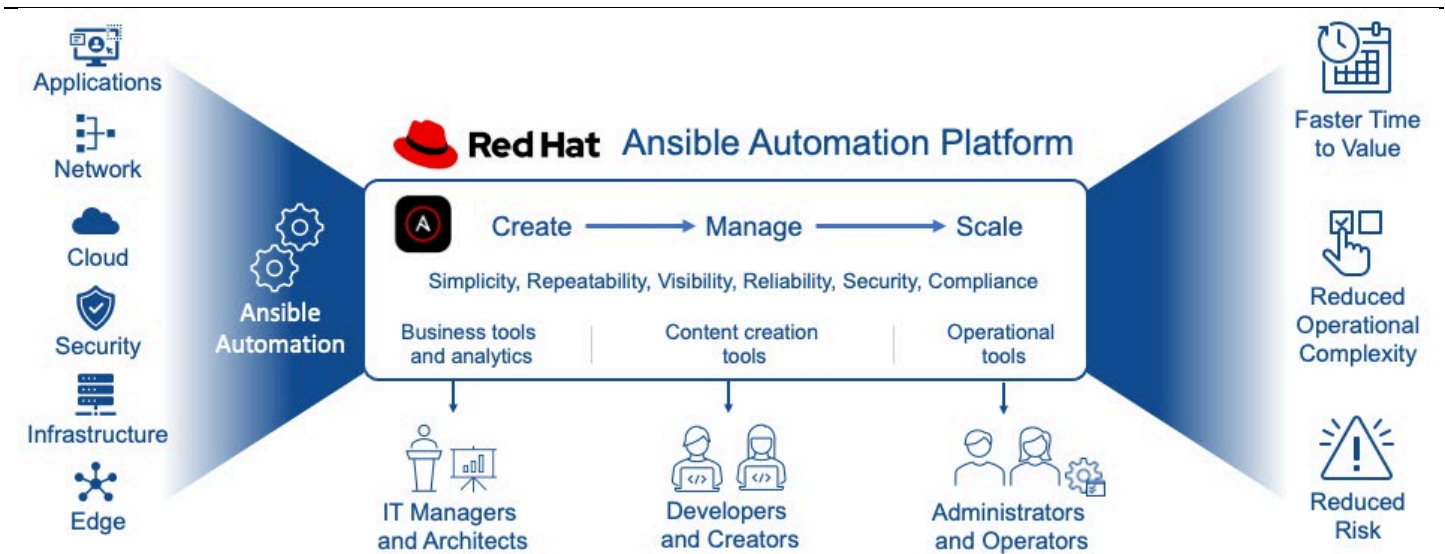 Applications
Network
Cloud
Security
Infrastructure
Edge
Ansible
Automation
Red Hat Ansible Automation Platform
A
Create Manage Scale
Simplicity, Repeatability, Visibility, Reliability, Security, Compliance
Business tools
and analytics
Content creation
tools
Operational
tools
</>
</>
IT Managers
and Architects
Developers
and Creators
Administrators
and Operators
Faster Time
to Value
Reduced
Operational
Complexity
Reduced
Risk